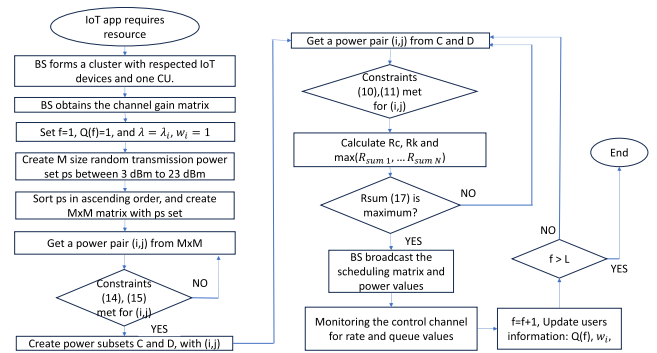 IoT app requires
resource
BS forms a cluster with respected IoT
devices and one CU.
BS obtains the channel gain matrix
Set f=1, Q(f)=1, and λ = λᵢ, wᵢ = 1
Create M size random transmission power
set ps between 3 dBm to 23 dBm
Sort ps in ascending order, and create
MxM matrix with ps set
Get a power pair (i,j) from MxM
NO
Constraints
(14), (15)
met for (i,j)
YES
Create power subsets C and D, with (i,j)
Get a power pair (i,j) from C and D
Constraints
(10),(11) met
for (i,j)
Calculate Rc, Rk and
max(R_{sum 1}, … R_{sum N})
Rsum (17) is
maximum?
NO
YES
BS broadcast the
scheduling matrix and
power values
Monitoring the control channel
for rate and queue values
f=f+1, Update users
information: Q(f), wᵢ,
f > L
NO
YES
End